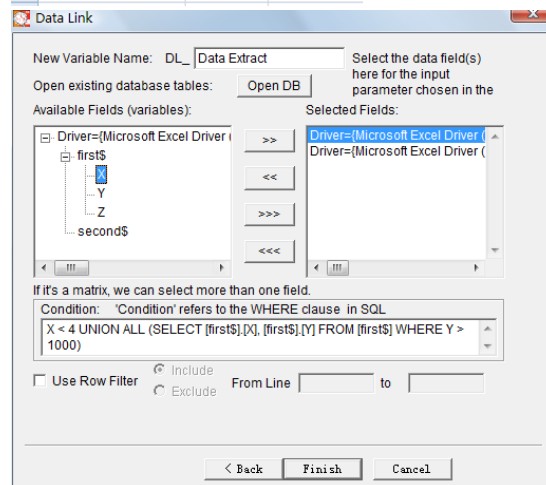 Data Link
New Variable Name: DL_ Data Extract
Select the data field(s)
here for the input
parameter chosen in the
Open existing database tables: Open DB
Available Fields (variables): Selected Fields:
Driver={Microsoft Excel Driver (
first$
X
Y
Z
second$
>>
<<
>>>
<<<
Driver={Microsoft Excel Driver (
Driver={Microsoft Excel Driver (
If it's a matrix, we can select more than one field.
Condition: 'Condition' refers to the WHERE clause in SQL
X < 4 UNION ALL (SELECT [first$].[X], [first$].[Y] FROM [first$] WHERE Y >
1000)
Use Row Filter Include From Line to
Exclude
< Back Finish Cancel